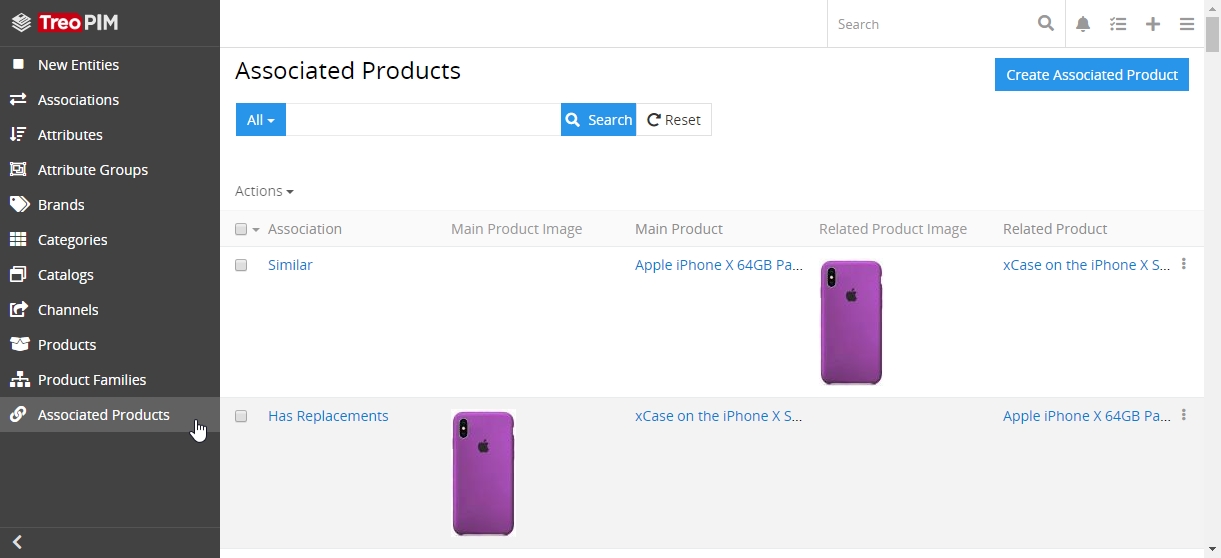 TreoPIM
Search
New Entities
Associations
Attributes
Attribute Groups
Brands
Categories
Catalogs
Channels
Products
Product Families
Associated Products
Associated Products
Create Associated Product
All
Search
Reset
Actions
Association Main Product Image Main Product Related Product Image Related Product
Similar Apple iPhone X 64GB Pa... xCase on the iPhone X S...
Has Replacements xCase on the iPhone X S... Apple iPhone X 64GB Pa...